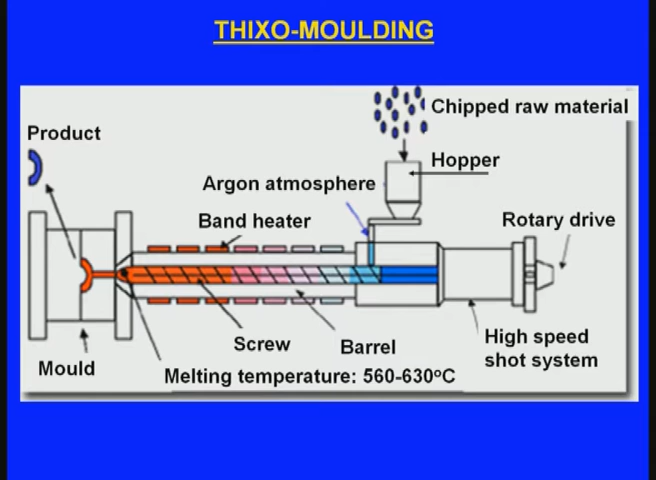 THIXO-MOULDING
Chipped raw material
Product
Hopper
Argon atmosphere
Band heater
Rotary drive
Screw
Barrel
High speed
shot system
Mould
Melting temperature: 560-630°C